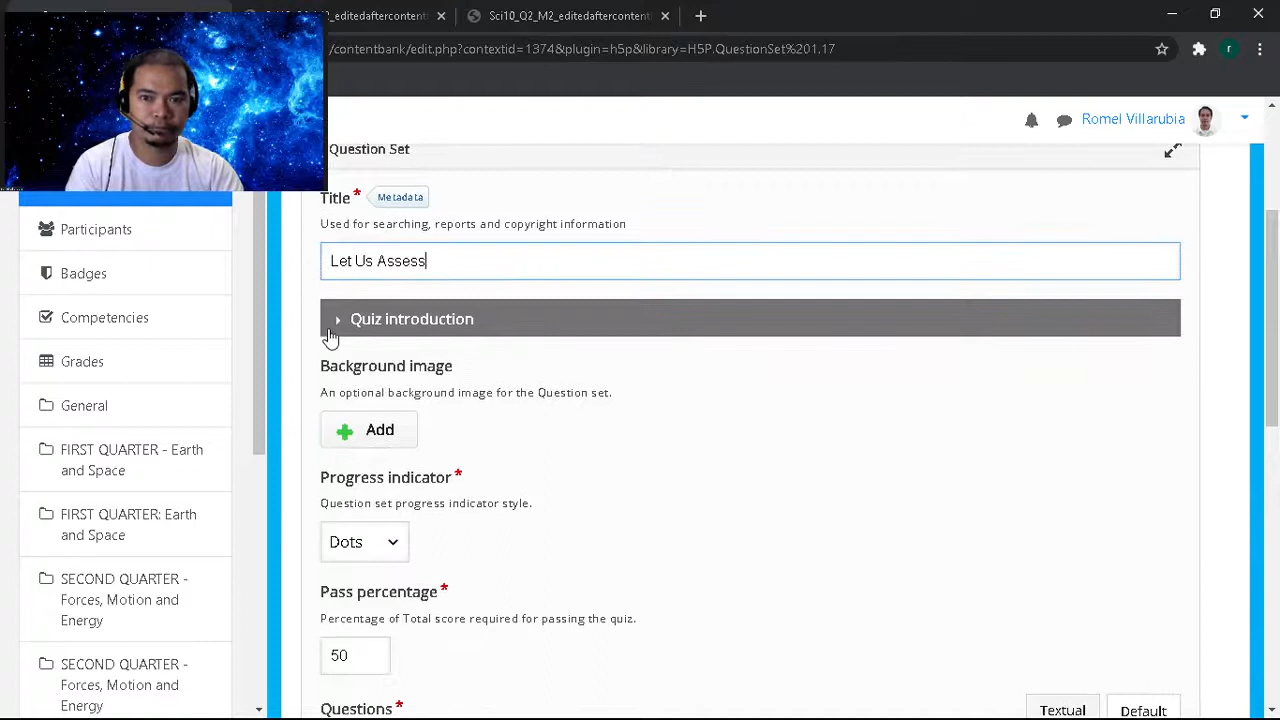 _editedaftercontent
Sci10_Q2_M2_editedaftercontent
/contentbank/edit.php?contextid=1374&plugin=h5p&library=H5P.QuestionSet%201.17
r
Romel Villarubia
Question Set
Title*
Metadata
Used for searching, reports and copyright information
Let Us Assess
Quiz introduction
Background image
An optional background image for the Question set.
Add
Progress indicator*
Question set progress indicator style.
Dots
Pass percentage*
Percentage of Total score required for passing the quiz.
50
Questions*
Textual
Default
Participants
Badges
Competencies
Grades
General
FIRST QUARTER - Earth
and Space
FIRST QUARTER: Earth
and Space
SECOND QUARTER -
Forces, Motion and
Energy
SECOND QUARTER -
Forces, Motion and
Energy